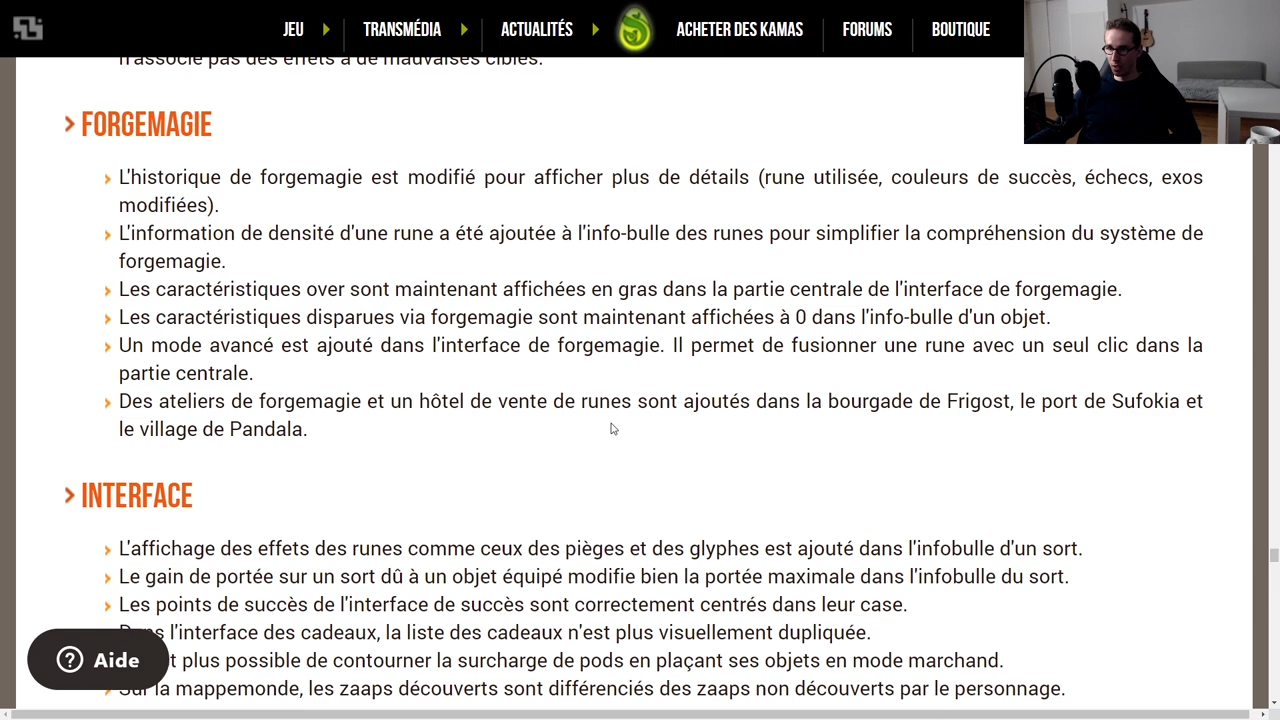 JEU TRANSMÉDIA ACTUALITÉS ACHETER DES KAMAS FORUMS BOUTIQUE
n'associe pas des effets à de mauvaises cibles.
FORGEMAGIE
L'historique de forgemagie est modifié pour afficher plus de détails (rune utilisée, couleurs de succès, échecs, exos
modifiées).
L'information de densité d'une rune a été ajoutée à l'info-bulle des runes pour simplifier la compréhension du système de
forgemagie.
Les caractéristiques over sont maintenant affichées en gras dans la partie centrale de l'interface de forgemagie.
Les caractéristiques disparues via forgemagie sont maintenant affichées à 0 dans l'info-bulle d'un objet.
Un mode avancé est ajouté dans l'interface de forgemagie. Il permet de fusionner une rune avec un seul clic dans la
partie centrale.
Des ateliers de forgemagie et un hôtel de vente de runes sont ajoutés dans la bourgade de Frigost, le port de Sufokia et
le village de Pandala.
INTERFACE
L'affichage des effets des runes comme ceux des pièges et des glyphes est ajouté dans l'infobulle d'un sort.
Le gain de portée sur un sort dû à un objet équipé modifie bien la portée maximale dans l'infobulle du sort.
Les points de succès de l'interface de succès sont correctement centrés dans leur case.
l'interface des cadeaux, la liste des cadeaux n'est plus visuellement dupliquée.
plus possible de contourner la surcharge de pods en plaçant ses objets en mode marchand.
Sur la mappemonde, les zaaps découverts sont différenciés des zaaps non découverts par le personnage.
Aide